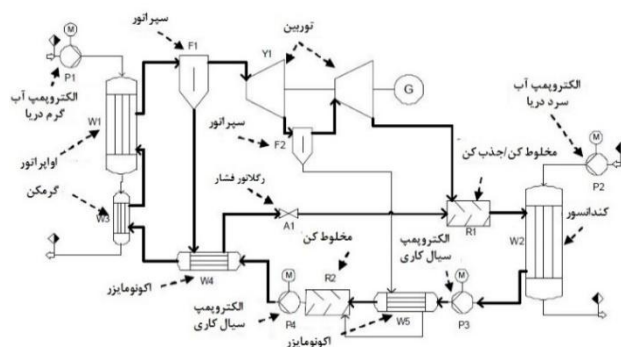 سپراتور
F1
توربین
Y1
M
P1
الکتروپمپ آب
گرم دریا
W1
اواپراتور
گرمکن
W3
سپراتور
F2
G
الکتروپمپ آب
سرد دریا
M
P2
مخلوط کن/جذب کن
رگلاتور فشار
A1
R1
کندانسور
W2
W4
اکونومایزر
مخلوط کن
R2
M
P4
الکتروپمپ
سیال کاری
الکتروپمپ
سیال کاری
M
P3
W5
اکونومایزر